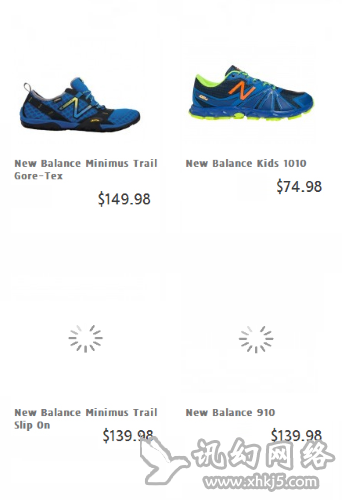 New Balance Minimus Trail
Gore-Tex
$149.98
New Balance Kids 1010
$74.98
New Balance Minimus Trail
Slip On
$139.98
New Balance 910
$139.98
讯幻网络
www.xhkj5.com